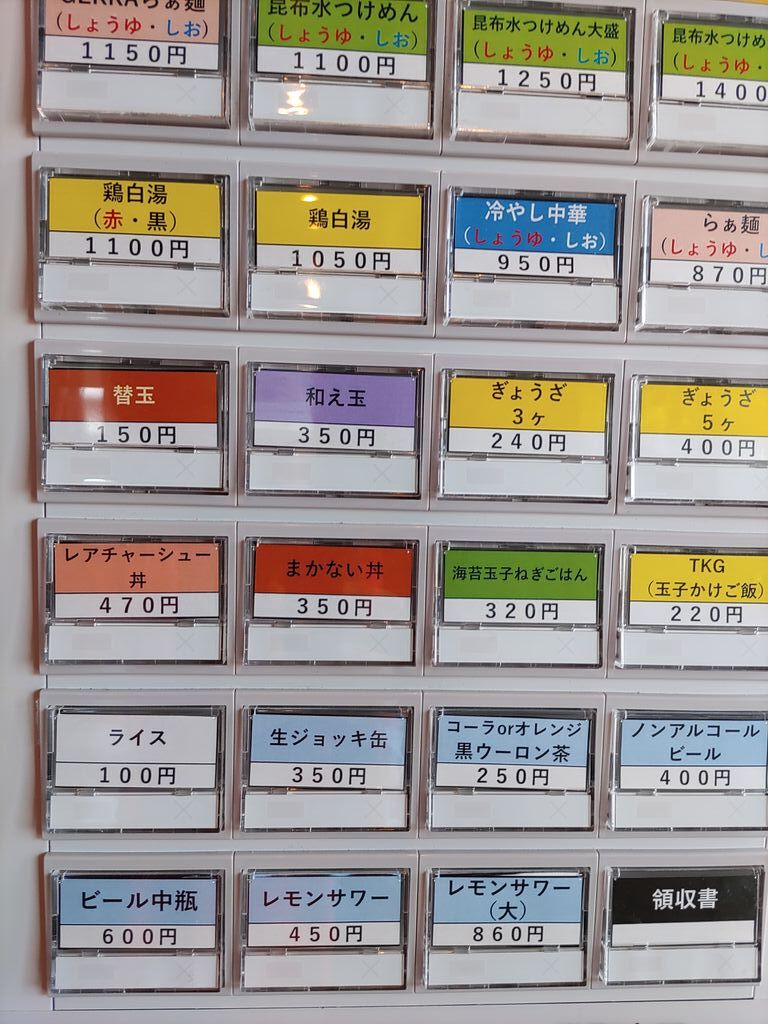 GEKKAらぁ麺
(しょうゆ・しお)
1150円
昆布水つけめん
(しょうゆ・しお)
1100円
昆布水つけめん大盛
(しょうゆ・しお)
1250円
昆布水つけめ
(しょうゆ・
1400
鶏白湯
(赤・黒)
1100円
鶏白湯
1050円
冷やし中華
(しょうゆ・しお)
950円
らぁ麺
(しょうゆ・し
870円
替玉
150円
和え玉
350円
ぎょうざ
3ヶ
240円
ぎょうざ
5ヶ
400円
レアチャーシュー
丼
470円
まかない丼
350円
海苔玉子ねぎごはん
320円
TKG
(玉子かけご飯)
220円
ライス
100円
生ジョッキ缶
350円
コーラorオレンジ
黒ウーロン茶
250円
ノンアルコール
ビール
400円
ビール中瓶
600円
レモンサワー
450円
レモンサワー
(大)
860円
領収書